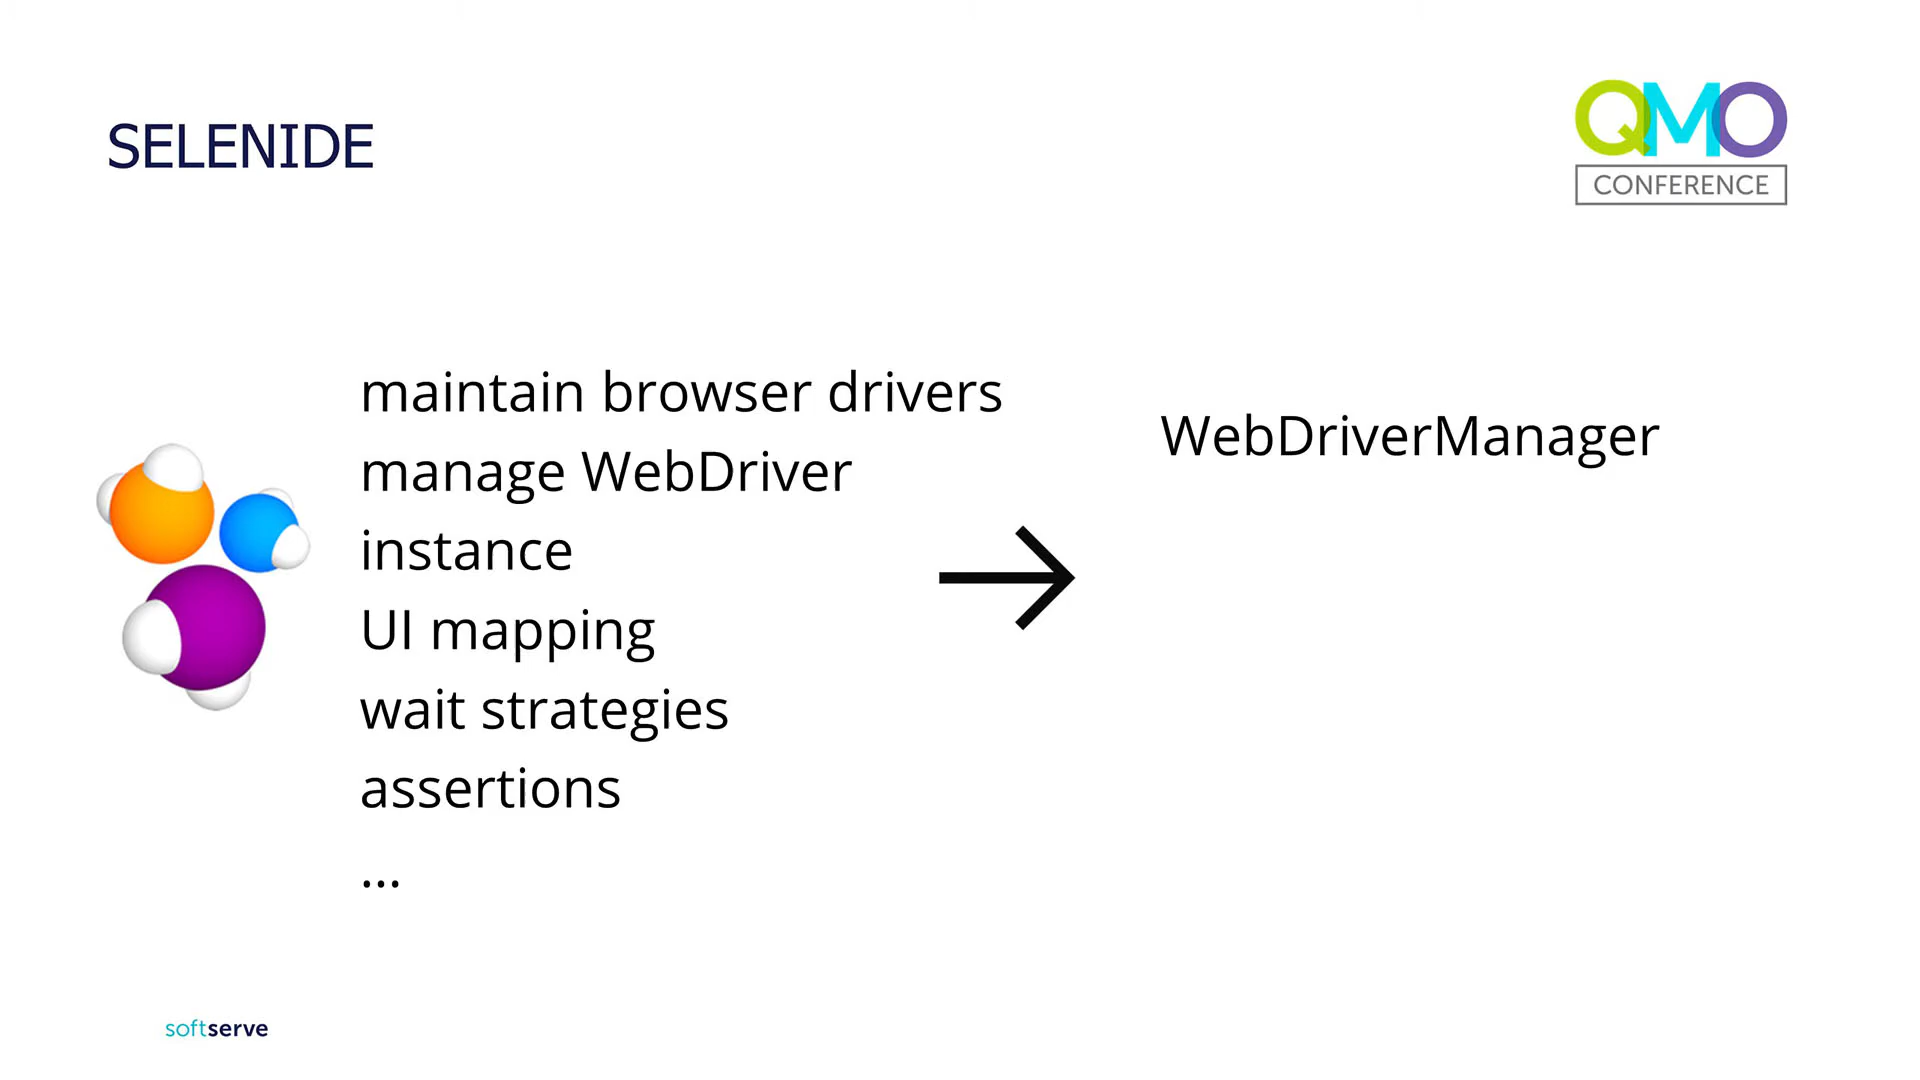 SELENIDE
QMO
CONFERENCE
maintain browser drivers
manage WebDriver
instance
UI mapping
wait strategies
assertions
...
WebDriverManager
softserve